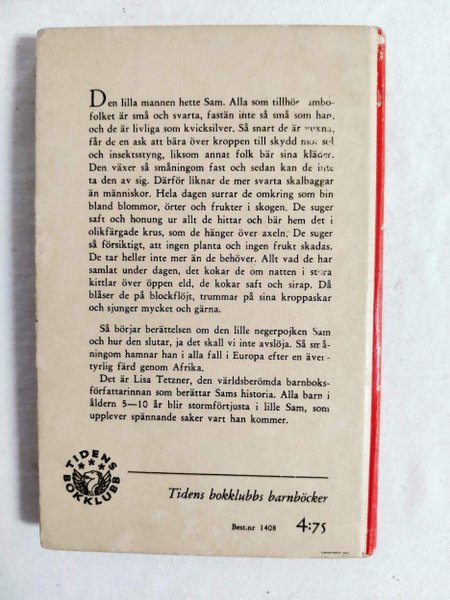 Den lilla mannen hette Sam. Alla som tillhör umbo-
folket är små och svarta, fastän inte så små som han,
och de är livliga som kvicksilver. Så snart de är vuxna,
får de en ask att bära över kroppen till skydd mot sol
och insektsstyng, liksom annat folk bär sina kläder.
Den växer så småningom fast och sedan kan de inte
ta den av sig. Därför liknar de mer svarta skalbaggar
än människor. Hela dagen surrar de omkring som bin
bland blommor, örter och frukter i skogen. De suger
saft och honung ur allt de hittar och bär hem det i
olikfärgade krus, som de hänger över axeln. De suger
så försiktigt, att ingen planta och ingen frukt skadas.
De tar heller inte mer än de behöver. Allt vad de har
samlat under dagen, det kokar de om natten i stora
kittlar över öppen eld, de kokar saft och sirap. Då
blåser de på blockflöjt, trummar på sina kroppaskar
och sjunger mycket och gärna.
Så börjar berättelsen om den lille negerpojken Sam
och hur den slutar, ja det skall vi inte avslöja. Så små-
ningom hamnar han i alla fall i Europa efter en även-
tyrlig färd genom Afrika.
Det är Lisa Tetzner, den världsberömda barnboks-
författarinnan som berättar Sams historia. Alla barn i
åldern 5—10 år blir stormförtjusta i lille Sam, som
upplever spännande saker vart han kommer.
TIDENS
BOKKLUBB
Tidens bokklubbs barnböcker
Best.nr 1408 4:75